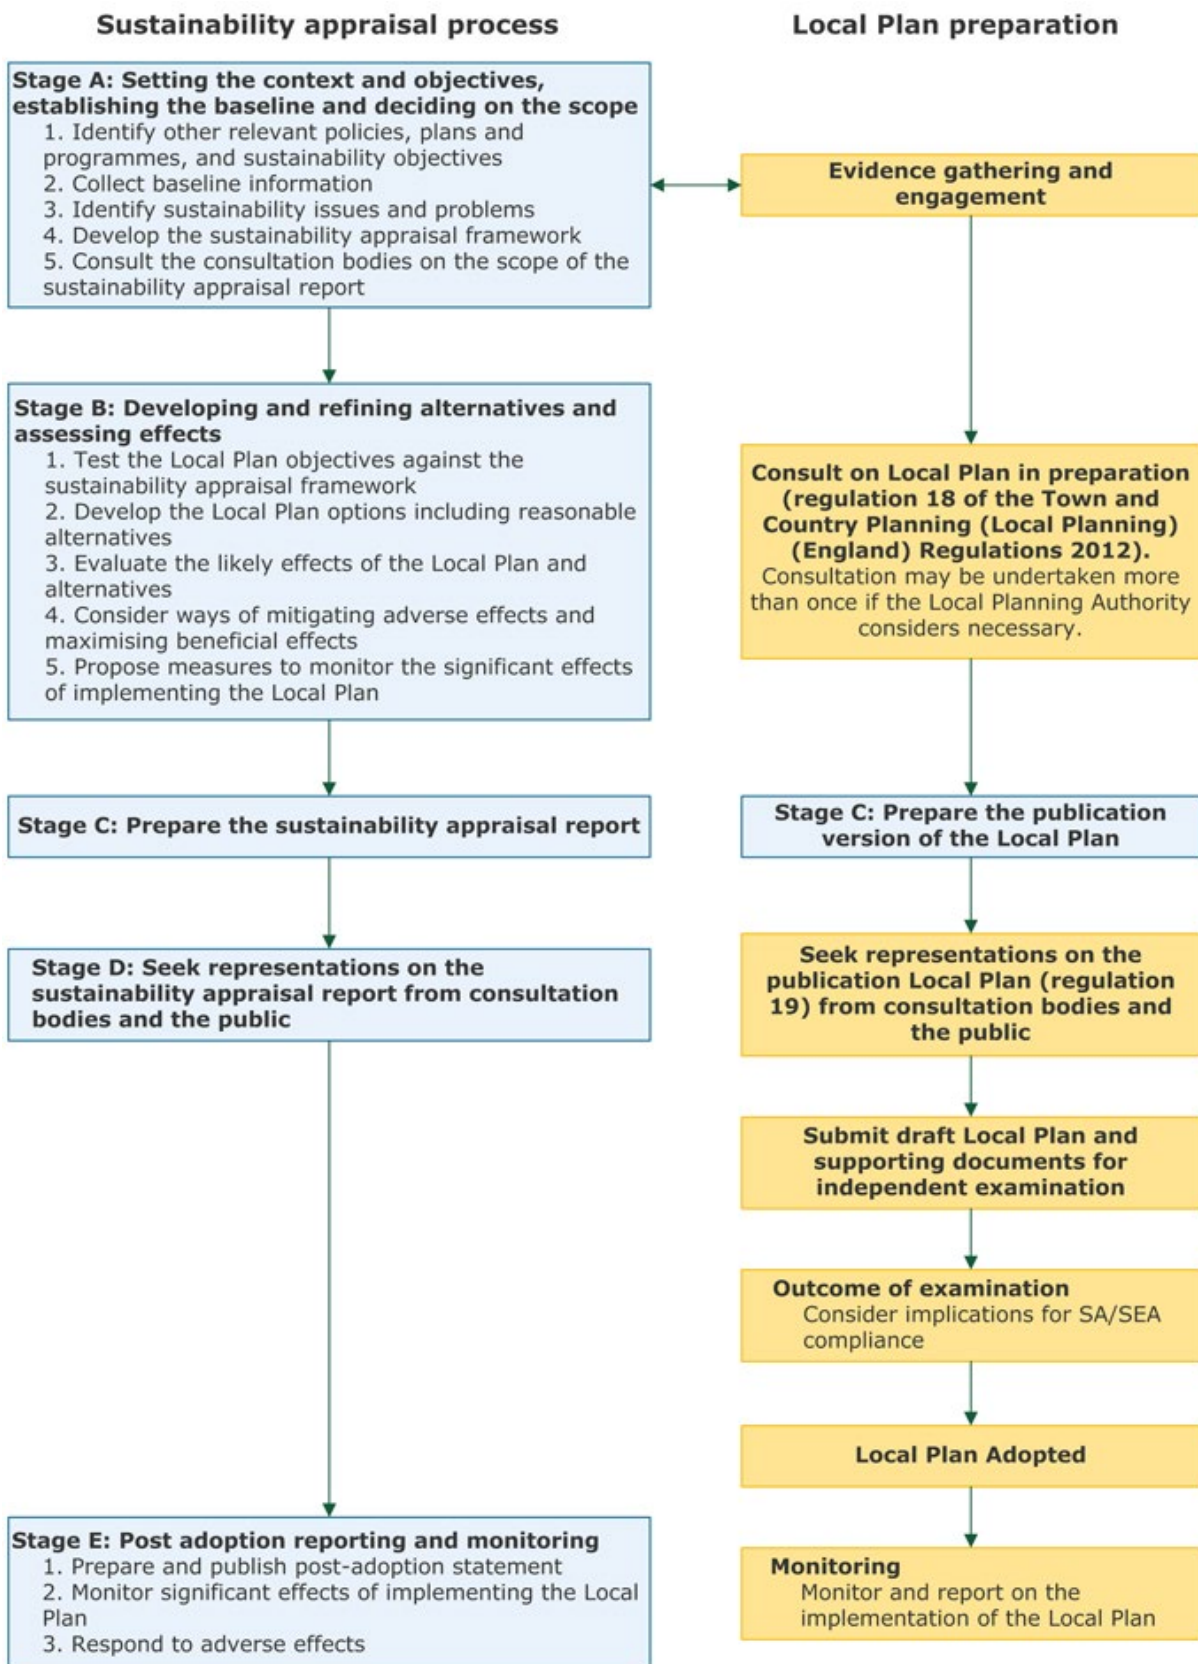 Sustainability appraisal process
Local Plan preparation
Stage A: Setting the context and objectives,
establishing the baseline and deciding on the scope
1. Identify other relevant policies, plans and
programmes, and sustainability objectives
2. Collect baseline information
3. Identify sustainability issues and problems
4. Develop the sustainability appraisal framework
5. Consult the consultation bodies on the scope of the
sustainability appraisal report
Evidence gathering and
engagement
Stage B: Developing and refining alternatives and
assessing effects
1. Test the Local Plan objectives against the
sustainability appraisal framework
2. Develop the Local Plan options including reasonable
alternatives
3. Evaluate the likely effects of the Local Plan and
alternatives
4. Consider ways of mitigating adverse effects and
maximising beneficial effects
5. Propose measures to monitor the significant effects
of implementing the Local Plan
Consult on Local Plan in preparation
(regulation 18 of the Town and
Country Planning (Local Planning)
(England) Regulations 2012).
Consultation may be undertaken more
than once if the Local Planning Authority
considers necessary.
Stage C: Prepare the sustainability appraisal report
Stage C: Prepare the publication
version of the Local Plan
Stage D: Seek representations on the
sustainability appraisal report from consultation
bodies and the public
Seek representations on the
publication Local Plan (regulation
19) from consultation bodies and
the public
Submit draft Local Plan and
supporting documents for
independent examination
Outcome of examination
Consider implications for SA/SEA
compliance
Local Plan Adopted
Stage E: Post adoption reporting and monitoring
1. Prepare and publish post-adoption statement
2. Monitor significant effects of implementing the Local
Plan
3. Respond to adverse effects
Monitoring
Monitor and report on the
implementation of the Local Plan